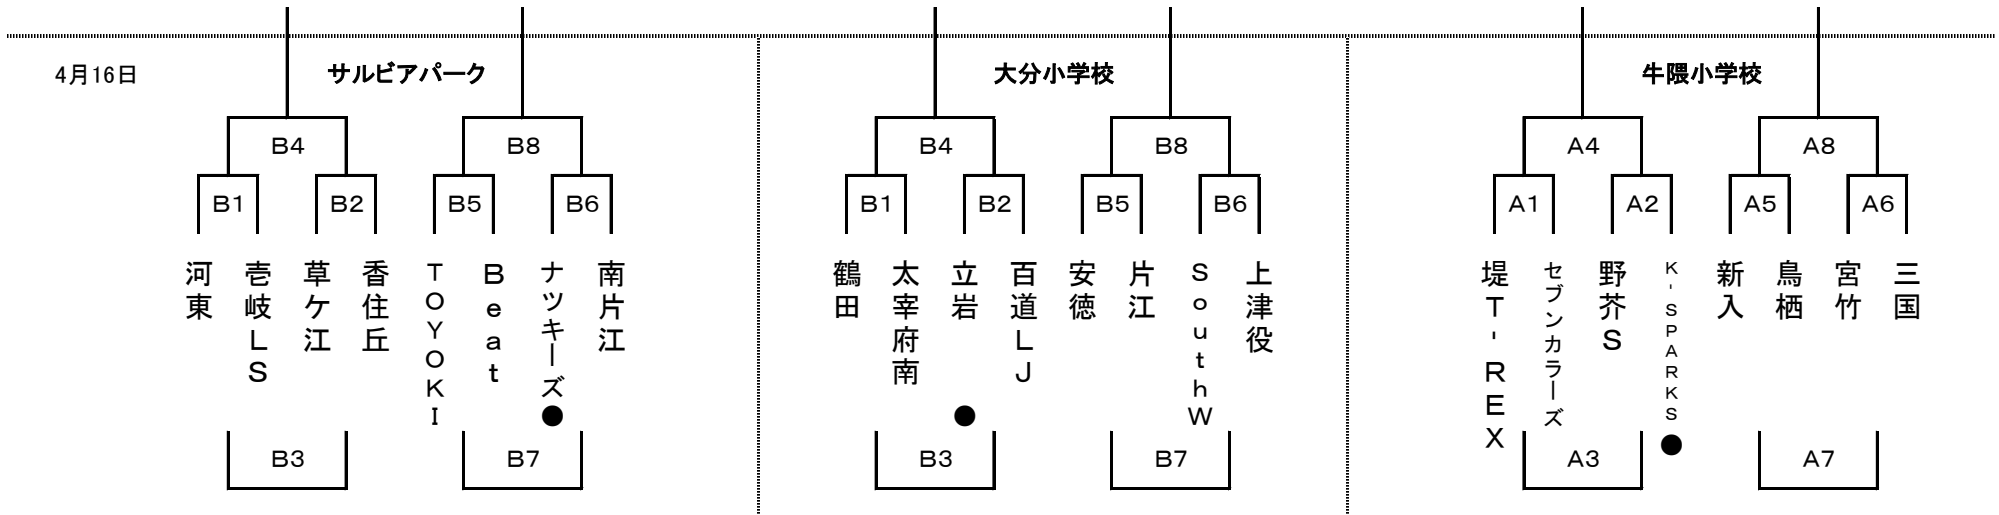 4月16日
サルビアパーク
大分小学校
牛隈小学校
B4
B8
B4
B8
A4
A8
B1
B2
B5
B6
B1
B2
B5
B6
A1
A2
A5
A6
河東
壱岐LS
草ケ江
香住丘
TOYOKI
Beat
ナツキーズ●
南片江
鶴田
太宰府南
立岩●
百道LJ
安徳
片江
SouthW
上津役
堤T-REX
セブンカラーズ
野芥S
K-SPARKS●
新入
鳥栖
宮竹
三国
B3
B7
B3
B7
A3
A7